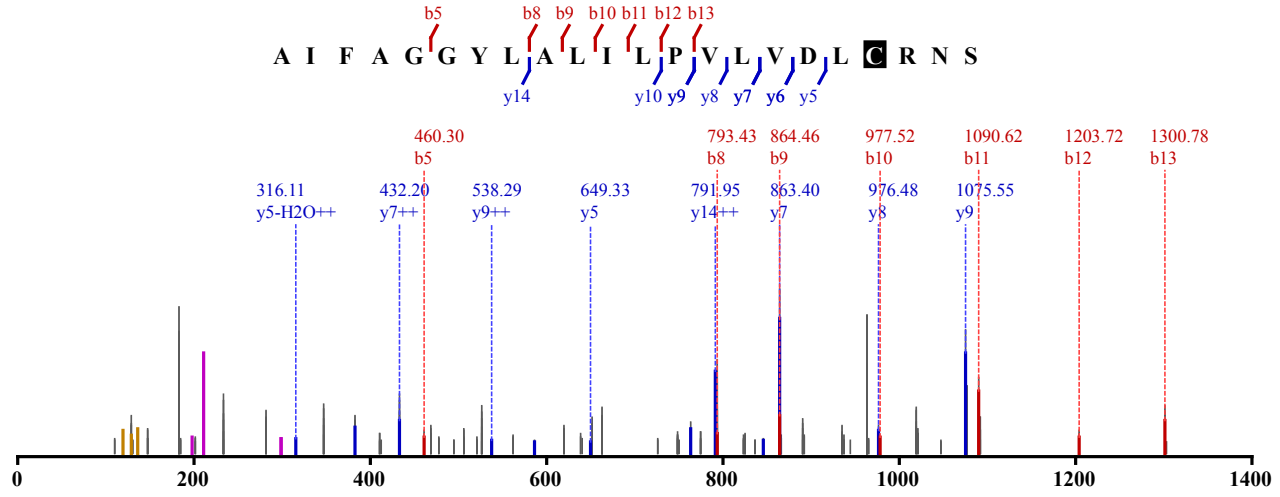 b5 b8 b9 b10 b11 b12 b13
A I F A G G Y L A L I L P V L V D L C R N S
y14 y10 y9 y8 y7 y6 y5
460.30 793.43 864.46 977.52 1090.62 1203.72 1300.78
b5 b8 b9 b10 b11 b12 b13
316.11 432.20 538.29 649.33 791.95 863.40 976.48 1075.55
y5-H2O++ y7++ y9++ y5 y14++ y7 y8 y9
0 200 400 600 800 1000 1200 1400